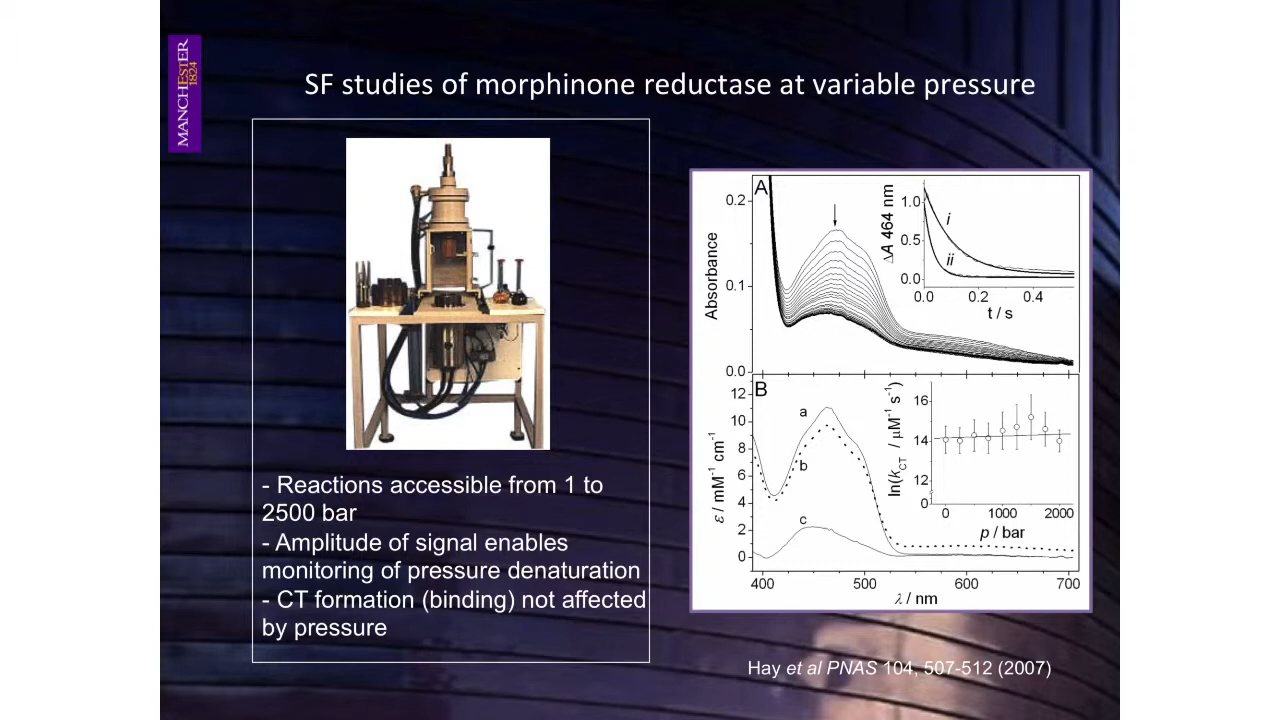 MANCHESTER
1824
SF studies of morphinone reductase at variable pressure
- Reactions accessible from 1 to
2500 bar
- Amplitude of signal enables
monitoring of pressure denaturation
- CT formation (binding) not affected
by pressure
A
Absorbance
0.2
0.1
0.0
ΔA 464 nm
1.0
0.5
0.0
i
ii
0.0 0.2 0.4
t / s
B
ε / mM⁻¹ cm⁻¹
12
10
8
6
4
2
0
a
b
c
ln(k_CT / μM⁻¹ s⁻¹)
16
14
12
0
0 1000 2000
p / bar
400 500 600 700
λ / nm
Hay et al PNAS 104, 507-512 (2007)